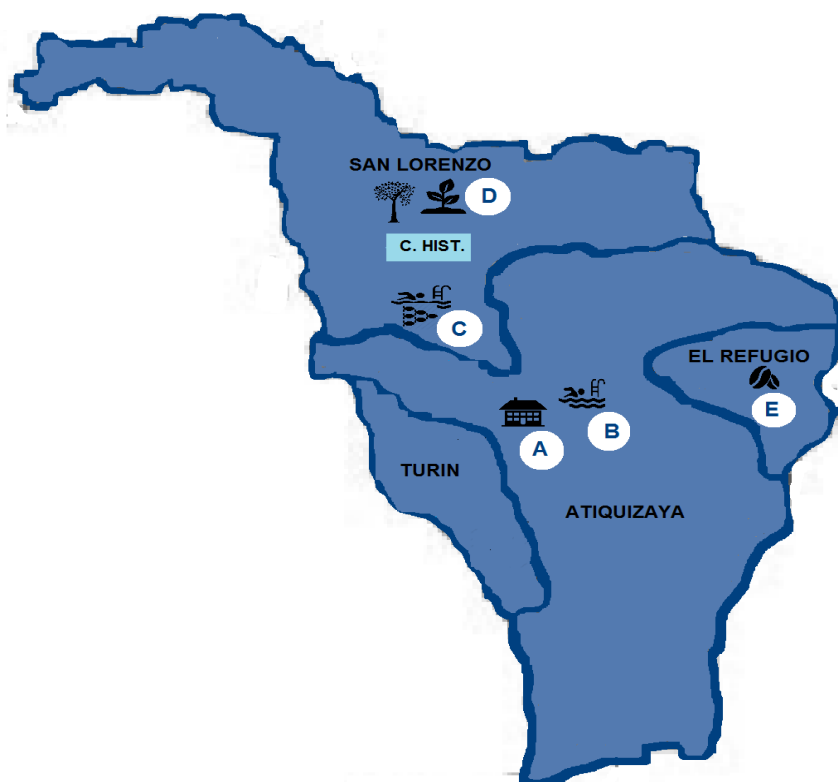 SAN LORENZO
D
C. HIST.
C
EL REFUGIO
E
B
A
TURIN
ATIQUIZAYA